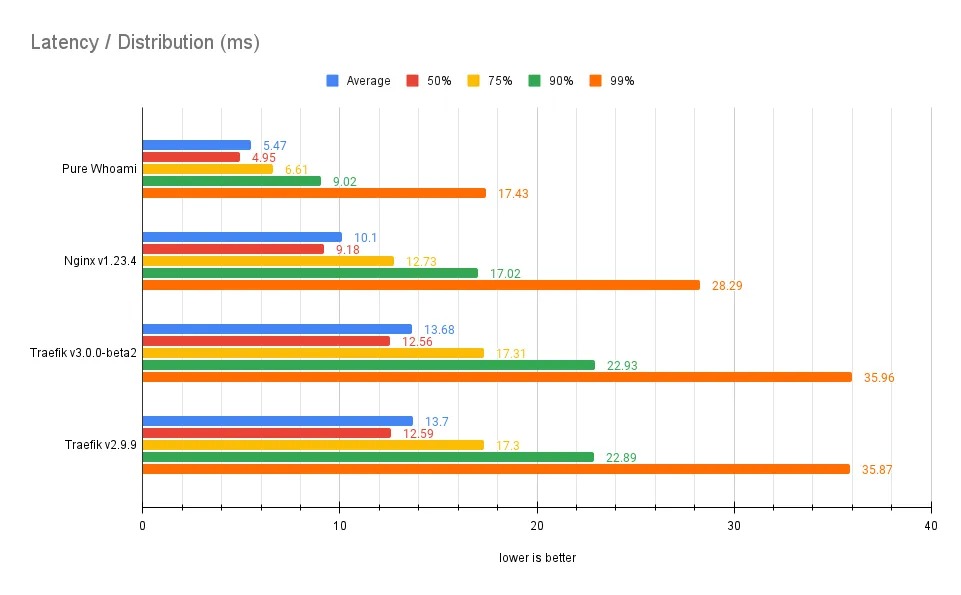 Latency / Distribution (ms)
Average 50% 75% 90% 99%
Pure Whoami
5.47
4.95
6.61
9.02
17.43
Nginx v1.23.4
10.1
9.18
12.73
17.02
28.29
Traefik v3.0.0-beta2
13.68
12.56
17.31
22.93
35.96
Traefik v2.9.9
13.7
12.59
17.3
22.89
35.87
0 10 20 30 40
lower is better